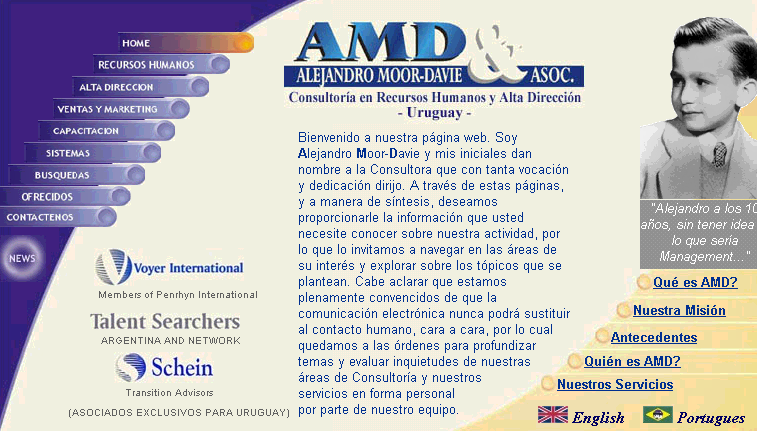 HOME
RECURSOS HUMANOS
ALTA DIRECCION
VENTAS Y MARKETING
CAPACITACION
SISTEMAS
BUSQUEDAS
OFRECIDOS
CONTACTENOS
NEWS
AMD &
ALEJANDRO MOOR-DAVIE ASOC.
Consultoría en Recursos Humanos y Alta Dirección
- Uruguay -
Bienvenido a nuestra página web. Soy
Alejandro Moor-Davie y mis iniciales dan
nombre a la Consultora que con tanta vocación
y dedicación dirijo. A través de estas páginas,
y a manera de síntesis, deseamos
proporcionarle la información que usted
necesite conocer sobre nuestra actividad, por
lo que lo invitamos a navegar en las áreas de
su interés y explorar sobre los tópicos que se
plantean. Cabe aclarar que estamos
plenamente convencidos de que la
comunicación electrónica nunca podrá sustituir
al contacto humano, cara a cara, por lo cual
quedamos a las órdenes para profundizar
temas y evaluar inquietudes de nuestras
áreas de Consultoría y nuestros
servicios en forma personal
por parte de nuestro equipo.
Voyer International
Members of Penrhyn International
Talent Searchers
ARGENTINA AND NETWORK
Schein
Transition Advisors
(ASOCIADOS EXCLUSIVOS PARA URUGUAY)
"Alejandro a los 10
años, sin tener idea
lo que sería
Management..."
Qué es AMD?
Nuestra Misión
Antecedentes
Quién es AMD?
Nuestros Servicios
English
Portugues